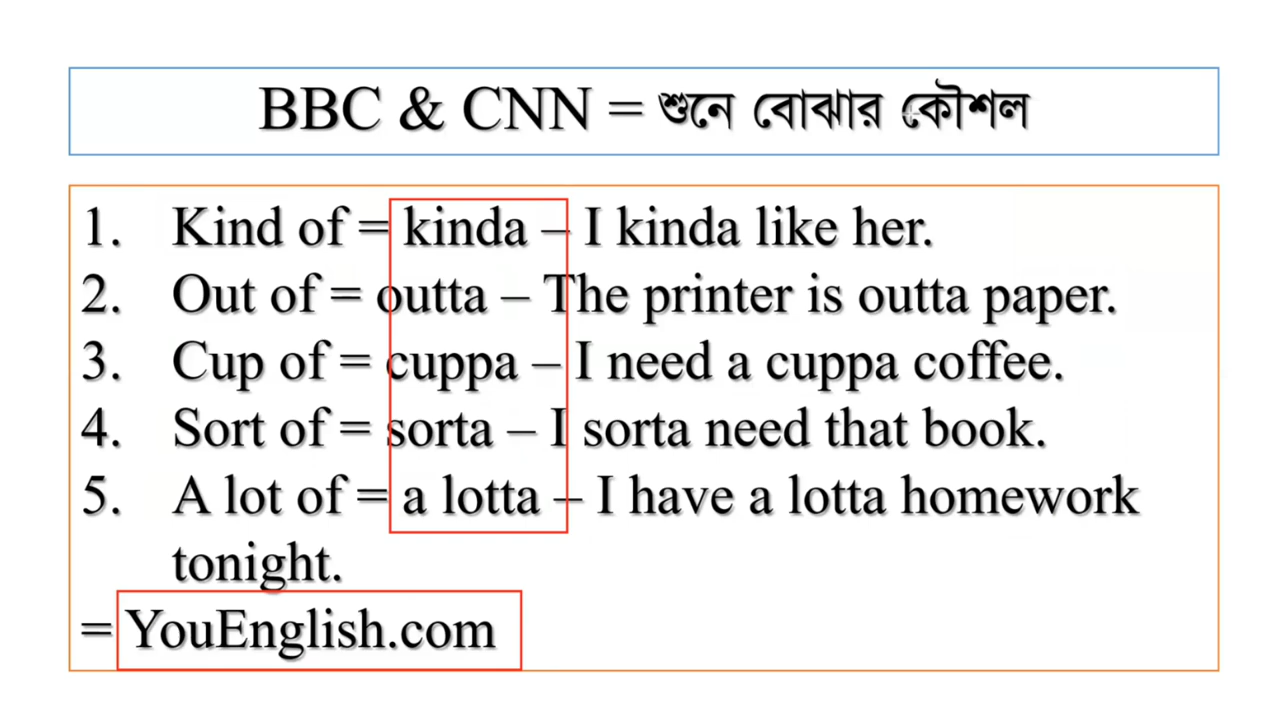 BBC & CNN = শুনে বোঝার কৌশল
1. Kind of = kinda – I kinda like her.
2. Out of = outta – The printer is outta paper.
3. Cup of = cuppa – I need a cuppa coffee.
4. Sort of = sorta – I sorta need that book.
5. A lot of = a lotta – I have a lotta homework
tonight.
= YouEnglish.com